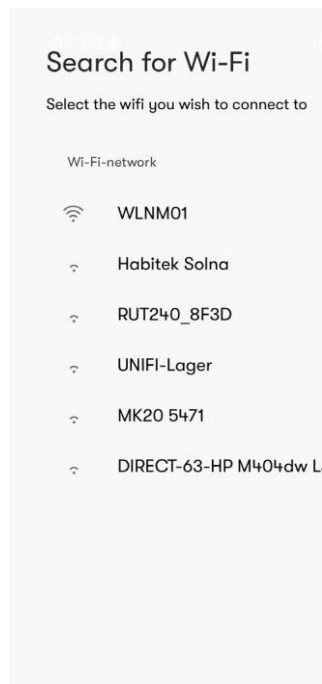 Search for Wi-Fi
Select the wifi you wish to connect to
Wi-Fi-network
WLNM01
Habitek Solna
RUT240_8F3D
UNIFI-Lager
MK20 5471
DIRECT-63-HP M404dw L